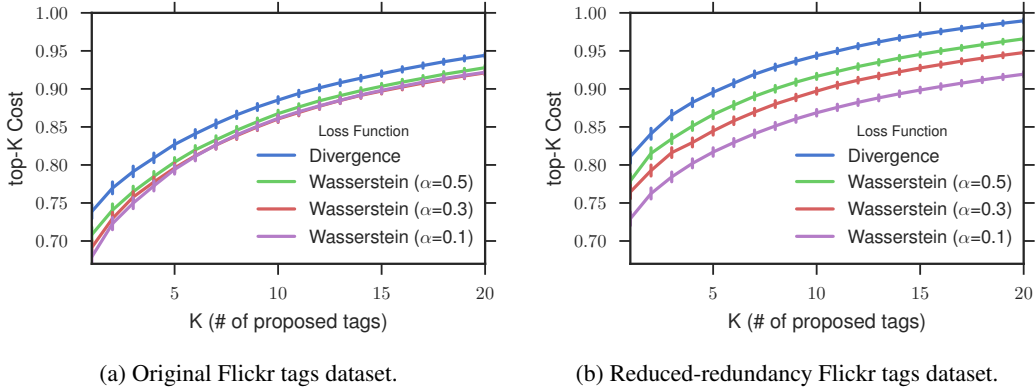 1.00
0.95
0.90
0.85
0.80
0.75
0.70
top-K Cost
Loss Function
Divergence
Wasserstein (α=0.5)
Wasserstein (α=0.3)
Wasserstein (α=0.1)
5 10 15 20
K (# of proposed tags)
(a) Original Flickr tags dataset.
1.00
0.95
0.90
0.85
0.80
0.75
0.70
top-K Cost
Loss Function
Divergence
Wasserstein (α=0.5)
Wasserstein (α=0.3)
Wasserstein (α=0.1)
5 10 15 20
K (# of proposed tags)
(b) Reduced-redundancy Flickr tags dataset.